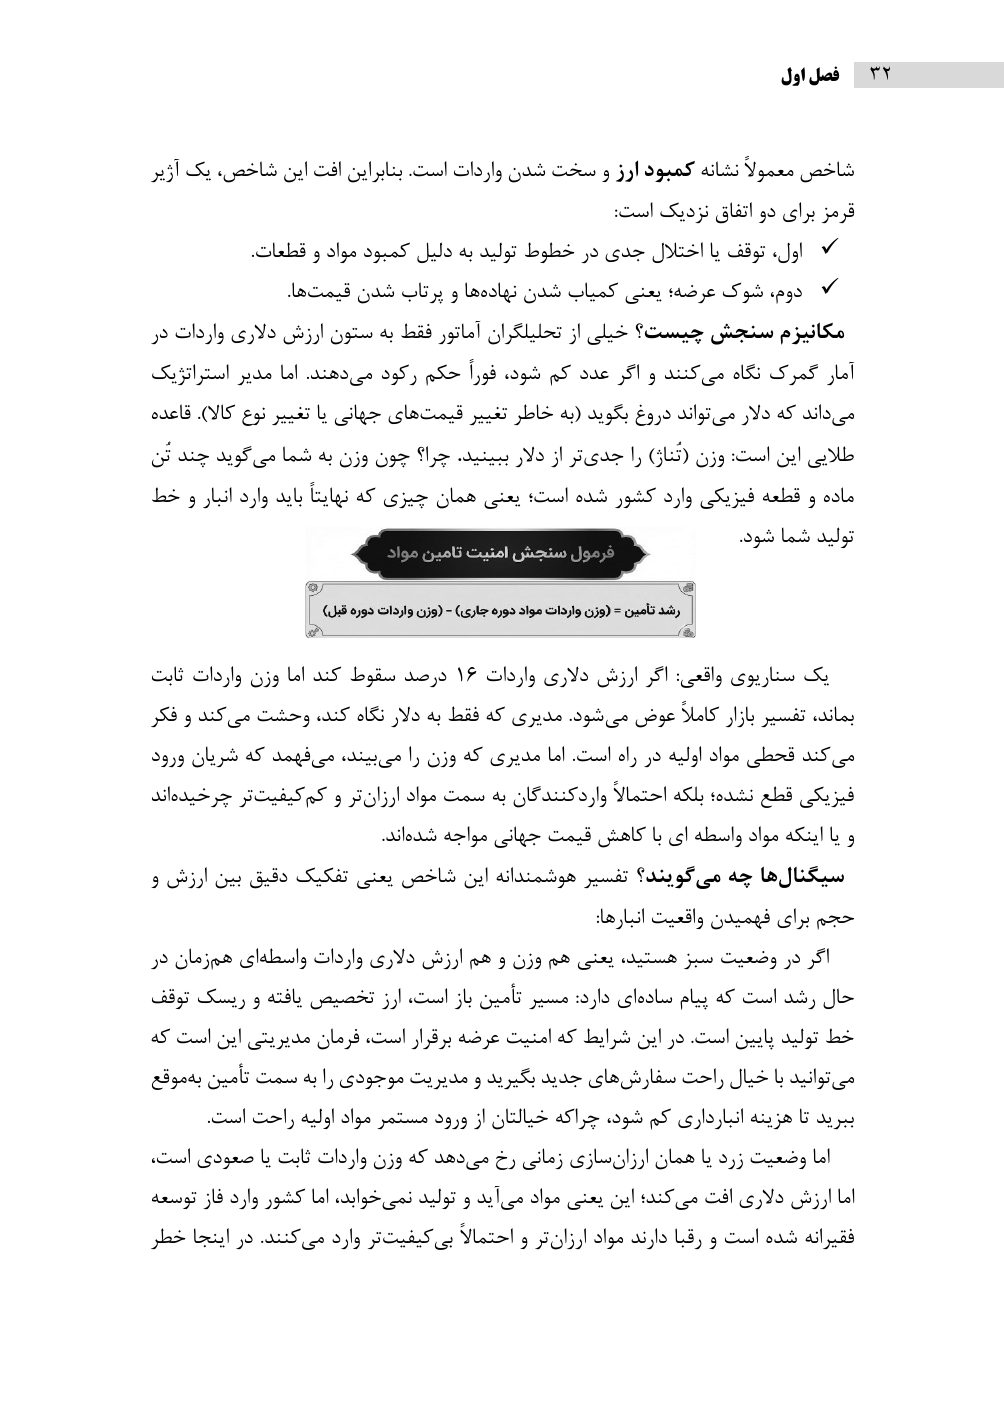 ۳۲ فصل اول
شاخص معمولاً نشانه کمبود ارز و سخت شدن واردات است. بنابراین افت این شاخص، یک آژیر
قرمز برای دو اتفاق نزدیک است:
✓ اول، توقف یا اختلال جدی در خطوط تولید به دلیل کمبود مواد و قطعات.
✓ دوم، شوک عرضه؛ یعنی کمیاب شدن نهاده‌ها و پرتاب شدن قیمت‌ها.
مکانیزم سنجش چیست؟ خیلی از تحلیلگران آماتور فقط به ستون ارزش دلاری واردات در
آمار گمرک نگاه می‌کنند و اگر عدد کم شود، فوراً حکم رکود می‌دهند. اما مدیر استراتژیک
می‌داند که دلار می‌تواند دروغ بگوید (به خاطر تغییر قیمت‌های جهانی یا تغییر نوع کالا). قاعده
طلایی این است: وزن (تُناژ) را جدی‌تر از دلار ببینید. چرا؟ چون وزن به شما می‌گوید چند تُن
ماده و قطعه فیزیکی وارد کشور شده است؛ یعنی همان چیزی که نهایتاً باید وارد انبار و خط
تولید شما شود.
فرمول سنجش امنیت تامین مواد
رشد تأمین = (وزن واردات مواد دوره جاری) – (وزن واردات دوره قبل)
یک سناریوی واقعی: اگر ارزش دلاری واردات ۱۶ درصد سقوط کند اما وزن واردات ثابت
بماند، تفسیر بازار کاملاً عوض می‌شود. مدیری که فقط به دلار نگاه کند، وحشت می‌کند و فکر
می‌کند قحطی مواد اولیه در راه است. اما مدیری که وزن را می‌بیند، می‌فهمد که شریان ورود
فیزیکی قطع نشده؛ بلکه احتمالاً واردکنندگان به سمت مواد ارزان‌تر و کم‌کیفیت‌تر چرخیده‌اند
و یا اینکه مواد واسطه ای با کاهش قیمت جهانی مواجه شده‌اند.
سیگنال‌ها چه می‌گویند؟ تفسیر هوشمندانه این شاخص یعنی تفکیک دقیق بین ارزش و
حجم برای فهمیدن واقعیت انبارها:
اگر در وضعیت سبز هستید، یعنی هم وزن و هم ارزش دلاری واردات واسطه‌ای هم‌زمان در
حال رشد است که پیام ساده‌ای دارد: مسیر تأمین باز است، ارز تخصیص یافته و ریسک توقف
خط تولید پایین است. در این شرایط که امنیت عرضه برقرار است، فرمان مدیریتی این است که
می‌توانید با خیال راحت سفارش‌های جدید بگیرید و مدیریت موجودی را به سمت تأمین به‌موقع
ببرید تا هزینه انبارداری کم شود، چراکه خیالتان از ورود مستمر مواد اولیه راحت است.
اما وضعیت زرد یا همان ارزان‌سازی زمانی رخ می‌دهد که وزن واردات ثابت یا صعودی است،
اما ارزش دلاری افت می‌کند؛ این یعنی مواد می‌آید و تولید نمی‌خوابد، اما کشور وارد فاز توسعه
فقیرانه شده است و رقبا دارند مواد ارزان‌تر و احتمالاً بی‌کیفیت‌تر وارد می‌کنند. در اینجا خطر